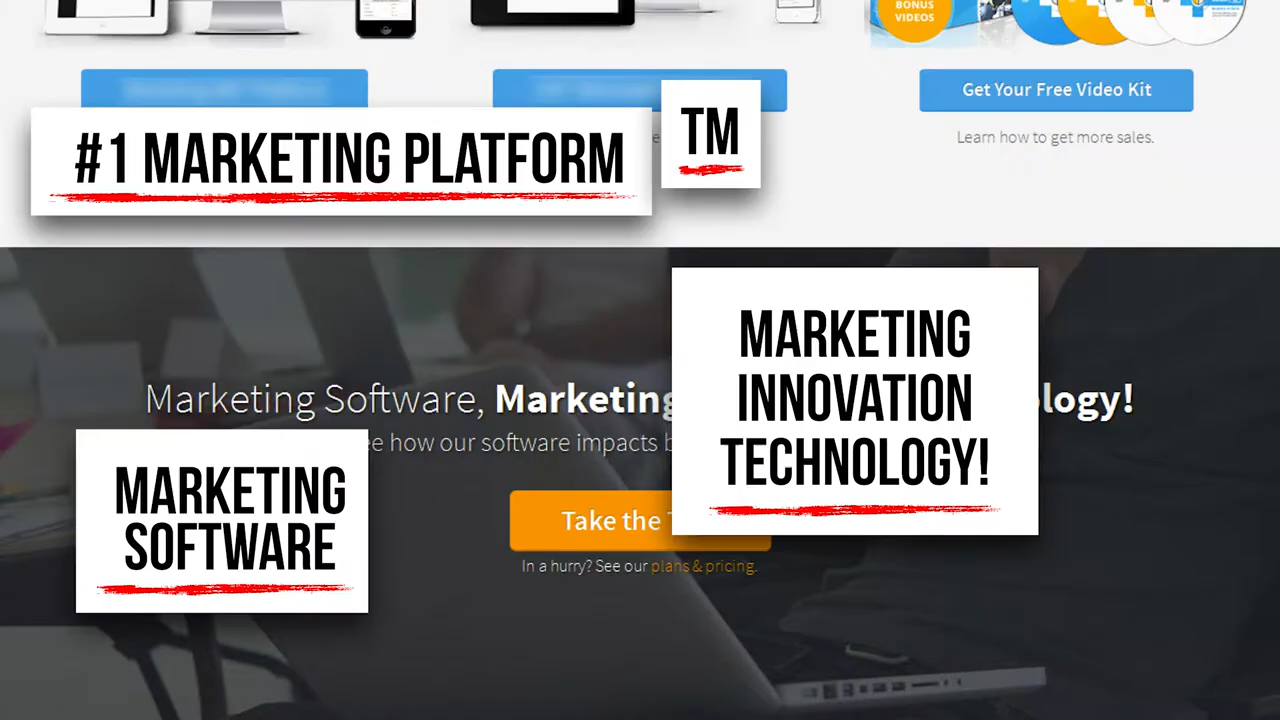 BONUS
VIDEOS
Get Your Free Video Kit
Learn how to get more sales.
#1 MARKETING PLATFORM
TM
MARKETING
INNOVATION
TECHNOLOGY!
Marketing Software, Marketing
logy!
how our software impacts
MARKETING
SOFTWARE
Take the
In a hurry? See our plans & pricing.